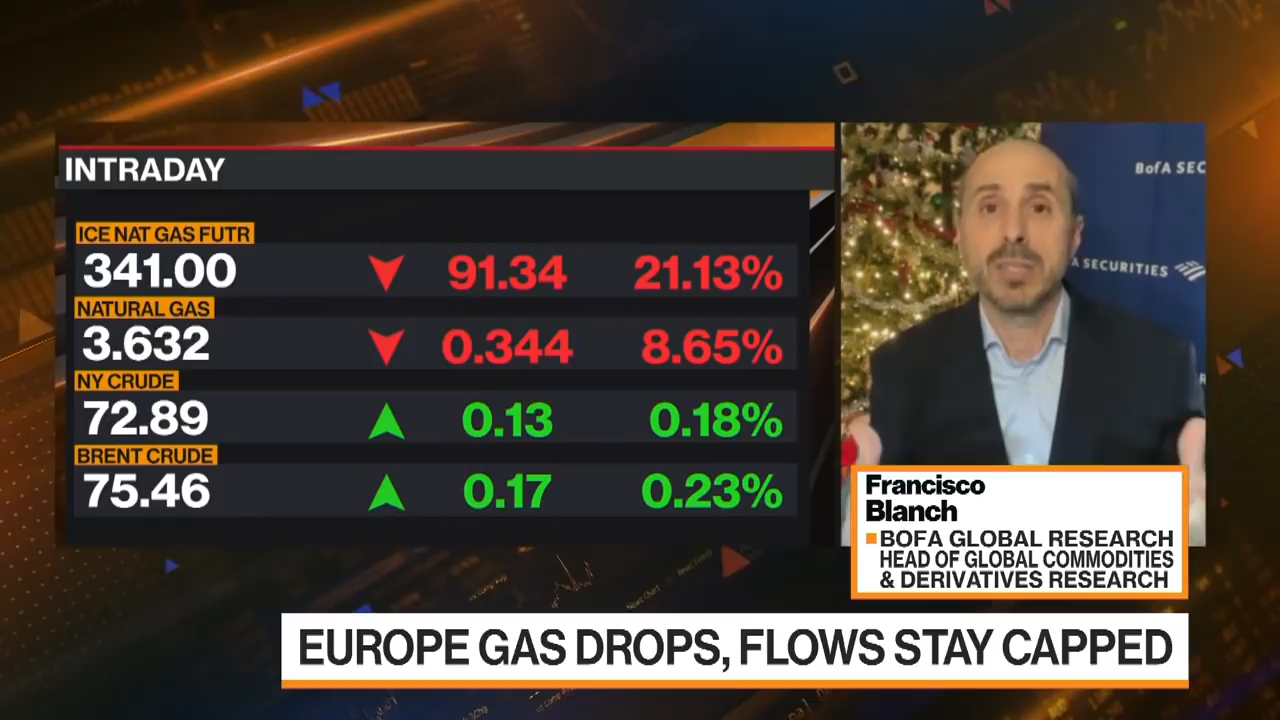 INTRADAY
ICE NAT GAS FUTR
341.00 91.34 21.13%
NATURAL GAS
3.632 0.344 8.65%
NY CRUDE
72.89 0.13 0.18%
BRENT CRUDE
75.46 0.17 0.23%
BofA SEC
A SECURITIES
Francisco
Blanch
BOFA GLOBAL RESEARCH
HEAD OF GLOBAL COMMODITIES
& DERIVATIVES RESEARCH
EUROPE GAS DROPS, FLOWS STAY CAPPED